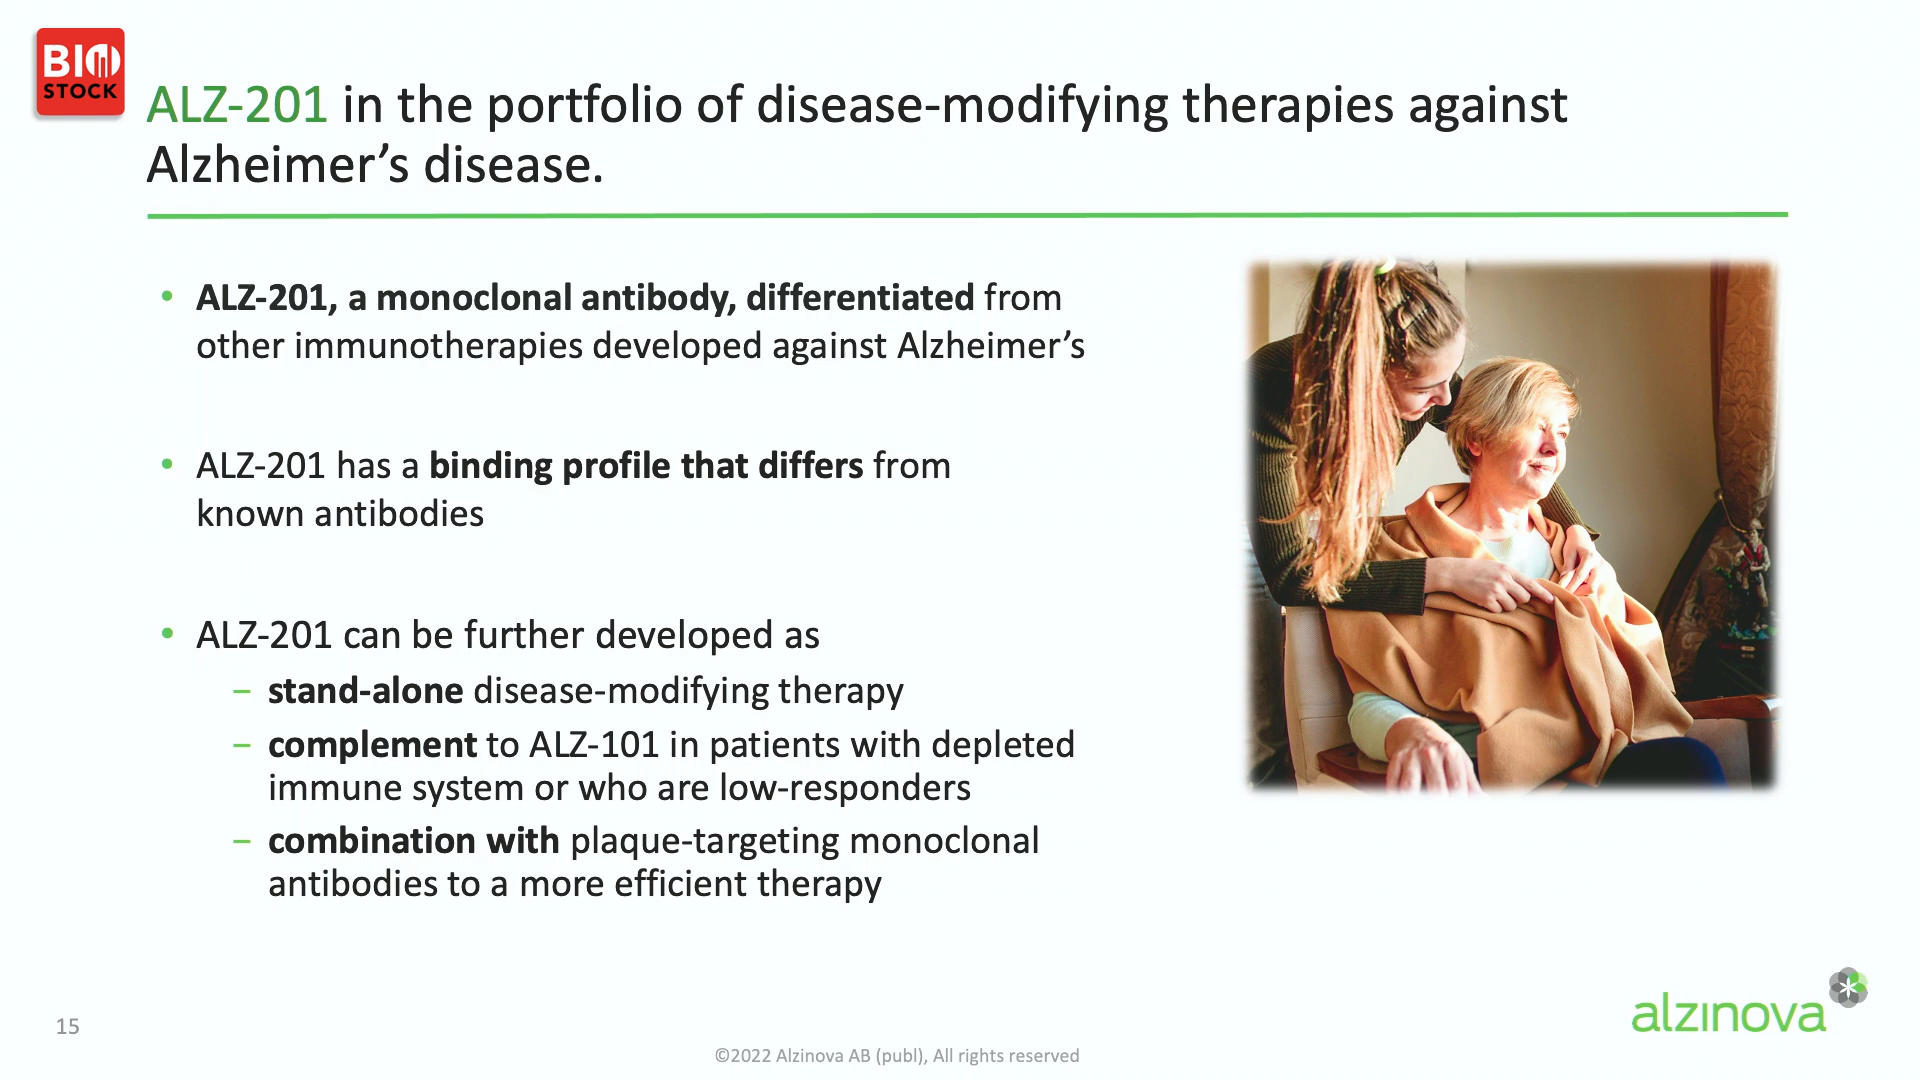 BIO
STOCK
ALZ-201 in the portfolio of disease-modifying therapies against
Alzheimer’s disease.
• ALZ-201, a monoclonal antibody, differentiated from
other immunotherapies developed against Alzheimer’s
• ALZ-201 has a binding profile that differs from
known antibodies
• ALZ-201 can be further developed as
– stand-alone disease-modifying therapy
– complement to ALZ-101 in patients with depleted
immune system or who are low-responders
– combination with plaque-targeting monoclonal
antibodies to a more efficient therapy
alzinova
15
©2022 Alzinova AB (publ), All rights reserved